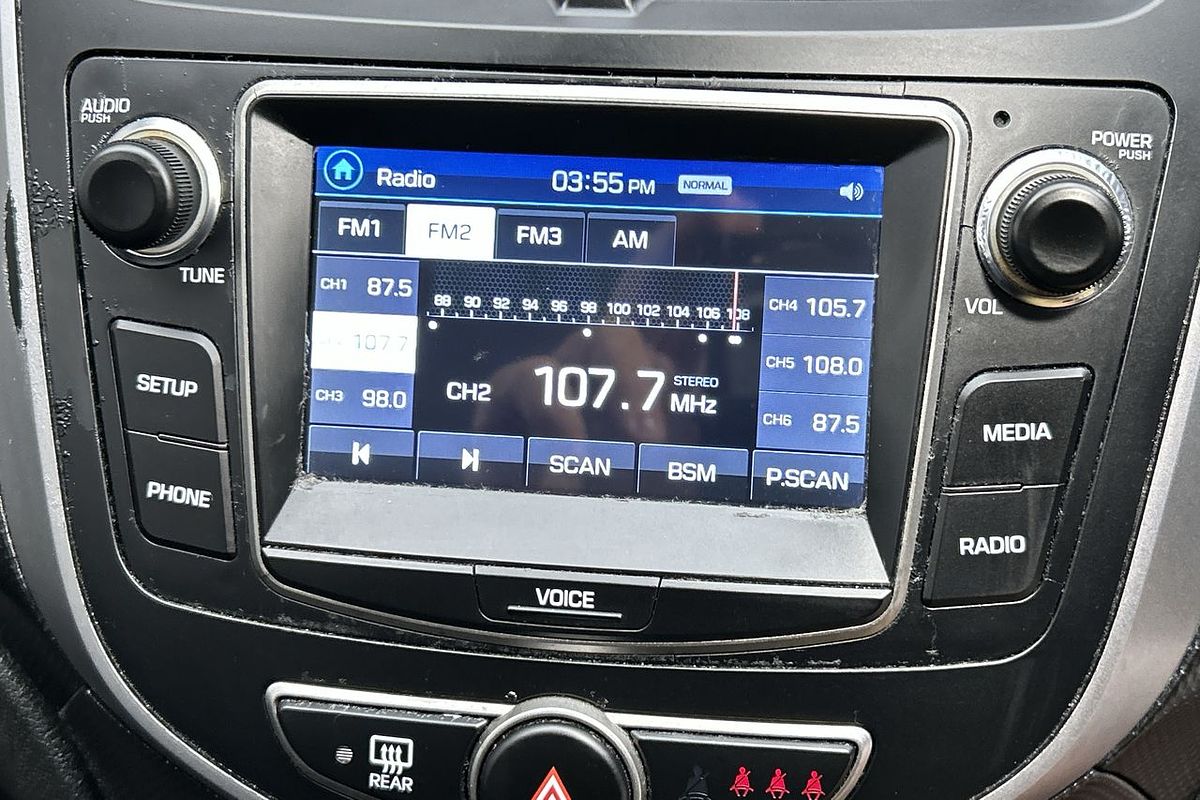 AUDIO
PUSH
TUNE
SETUP
PHONE
Radio 03:55 PM NORMAL
FM1 FM2 FM3 AM
CH1 87.5
107.7
CH3 98.0
88 90 92 94 96 98 100 102 104 106 108
CH2 107.7 STEREO
MHz
CH4 105.7
CH5 108.0
CH6 87.5
SCAN BSM P.SCAN
VOICE
POWER
PUSH
VOL
MEDIA
RADIO
REAR